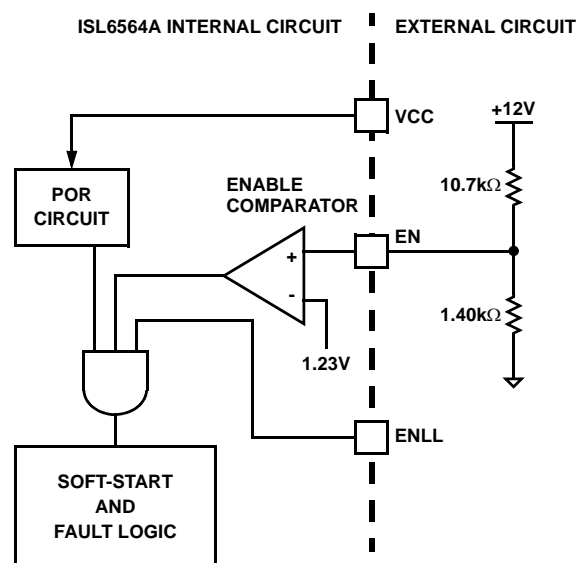 ISL6564A INTERNAL CIRCUIT
EXTERNAL CIRCUIT
VCC
+12V
POR
CIRCUIT
ENABLE
COMPARATOR
10.7kΩ
+
EN
-
1.40kΩ
1.23V
ENLL
SOFT-START
AND
FAULT LOGIC